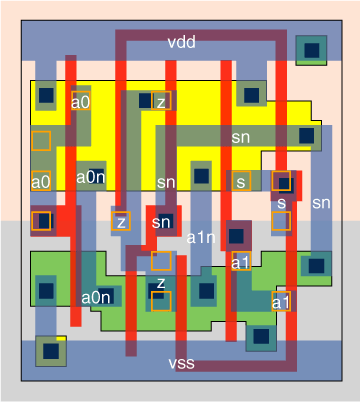 vdd
a0 z
sn
a0 a0n sn s
s sn
z sn
a1n
a1
z
a0n a1
vss